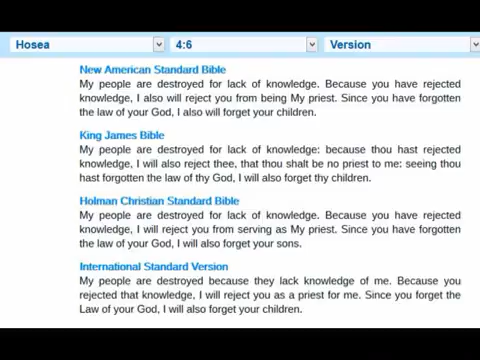 Hosea 4:6 Version
New American Standard Bible
My people are destroyed for lack of knowledge. Because you have rejected
knowledge, I also will reject you from being My priest. Since you have forgotten
the law of your God, I also will forget your children.
King James Bible
My people are destroyed for lack of knowledge: because thou hast rejected
knowledge, I will also reject thee, that thou shalt be no priest to me: seeing thou
hast forgotten the law of thy God, I will also forget thy children.
Holman Christian Standard Bible
My people are destroyed for lack of knowledge. Because you have rejected
knowledge, I will reject you from serving as My priest. Since you have forgotten
the law of your God, I will also forget your sons.
International Standard Version
My people are destroyed because they lack knowledge of me. Because you
rejected that knowledge, I will reject you as a priest for me. Since you forget the
Law of your God, I will also forget your children.